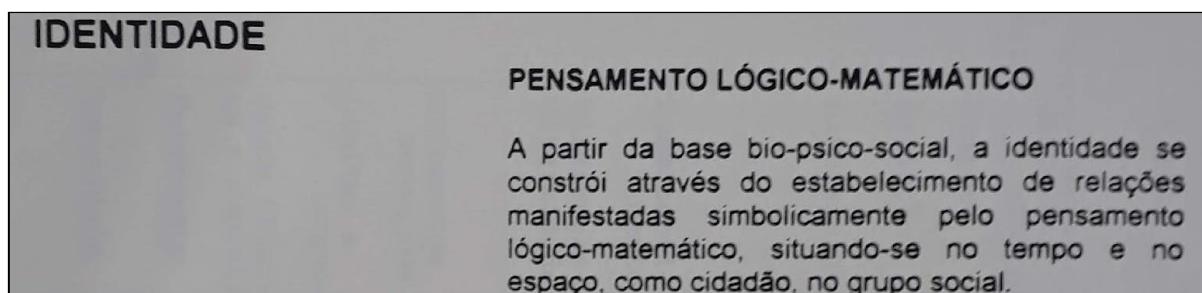 IDENTIDADE
PENSAMENTO LÓGICO-MATEMÁTICO
A partir da base bio-psico-social, a identidade se
constrói através do estabelecimento de relações
manifestadas simbolicamente pelo pensamento
lógico-matemático, situando-se no tempo e no
espaço, como cidadão, no grupo social.